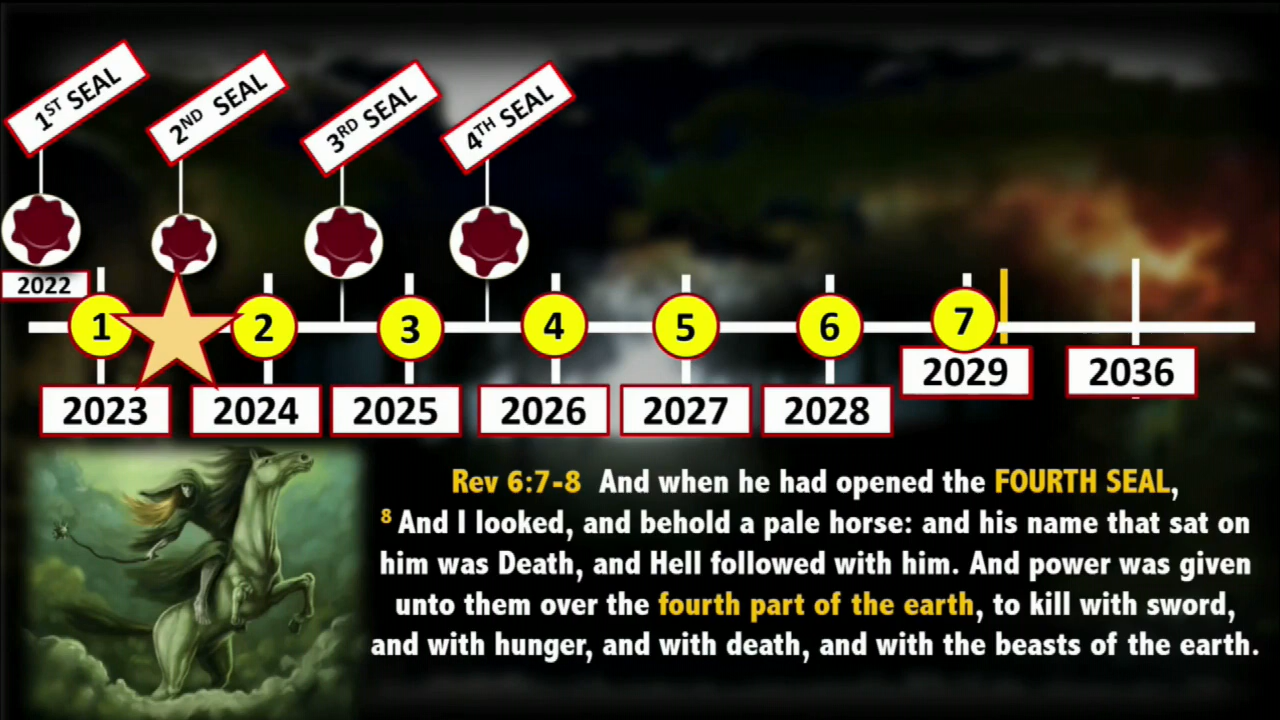 1ST SEAL
2ND SEAL
3RD SEAL
4TH SEAL
2022
1
2
3
4
5
6
7
2023
2024
2025
2026
2027
2028
2029
2036
Rev 6:7-8 And when he had opened the FOURTH SEAL,
8 And I looked, and behold a pale horse: and his name that sat on
him was Death, and Hell followed with him. And power was given
unto them over the fourth part of the earth, to kill with sword,
and with hunger, and with death, and with the beasts of the earth.